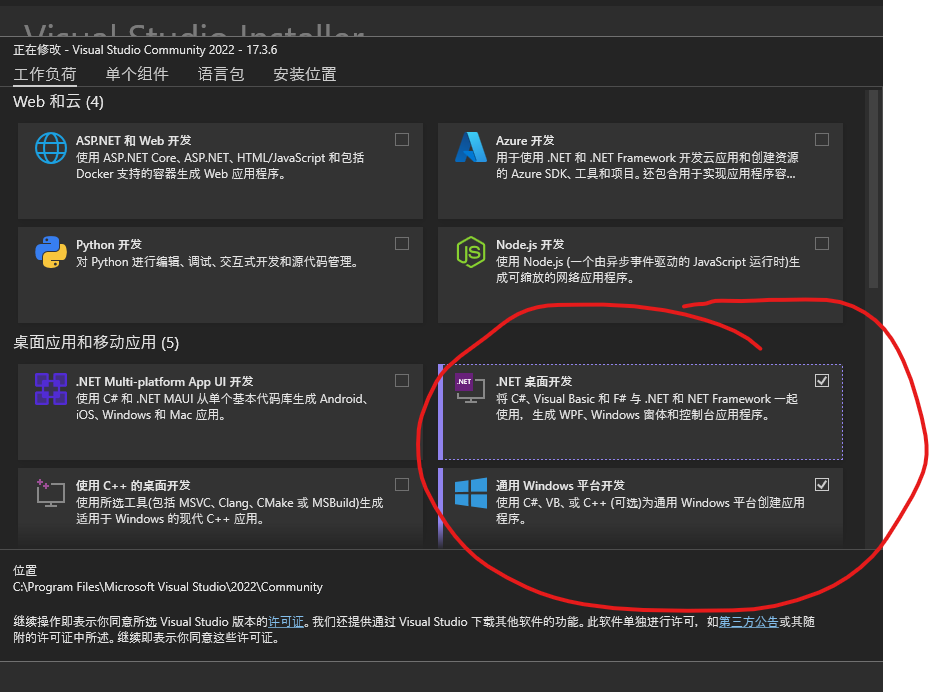 Visual Studio Installer
正在修改 - Visual Studio Community 2022 - 17.3.6
工作负荷 单个组件 语言包 安装位置
Web 和云 (4)
ASP.NET 和 Web 开发
使用 ASP.NET Core、ASP.NET、HTML/JavaScript 和包括
Docker 支持的容器生成 Web 应用程序。
Azure 开发
用于使用 .NET 和 .NET Framework 开发云应用和创建资源
的 Azure SDK、工具和项目。还包含用于实现应用程序容...
Python 开发
对 Python 进行编辑、调试、交互式开发和源代码管理。
JS
Node.js 开发
使用 Node.js (一个由异步事件驱动的 JavaScript 运行时)生
成可缩放的网络应用程序。
桌面应用和移动应用 (5)
.NET Multi-platform App UI 开发
使用 C# 和 .NET MAUI 从单个基本代码库生成 Android、
iOS、Windows 和 Mac 应用。
.NET
.NET 桌面开发
将 C#、Visual Basic 和 F# 与 .NET 和 NET Framework 一起
使用，生成 WPF、Windows 窗体和控制台应用程序。
使用 C++ 的桌面开发
使用所选工具(包括 MSVC、Clang、CMake 或 MSBuild)生成
适用于 Windows 的现代 C++ 应用。
通用 Windows 平台开发
使用 C#、VB、或 C++ (可选)为通用 Windows 平台创建应用
程序。
位置
C:\Program Files\Microsoft Visual Studio\2022\Community
继续操作即表示你同意所选 Visual Studio 版本的许可证。我们还提供通过 Visual Studio 下载其他软件的功能。此软件单独进行许可，如第三方公告或其随
附的许可证中所述。继续即表示你同意这些许可证。